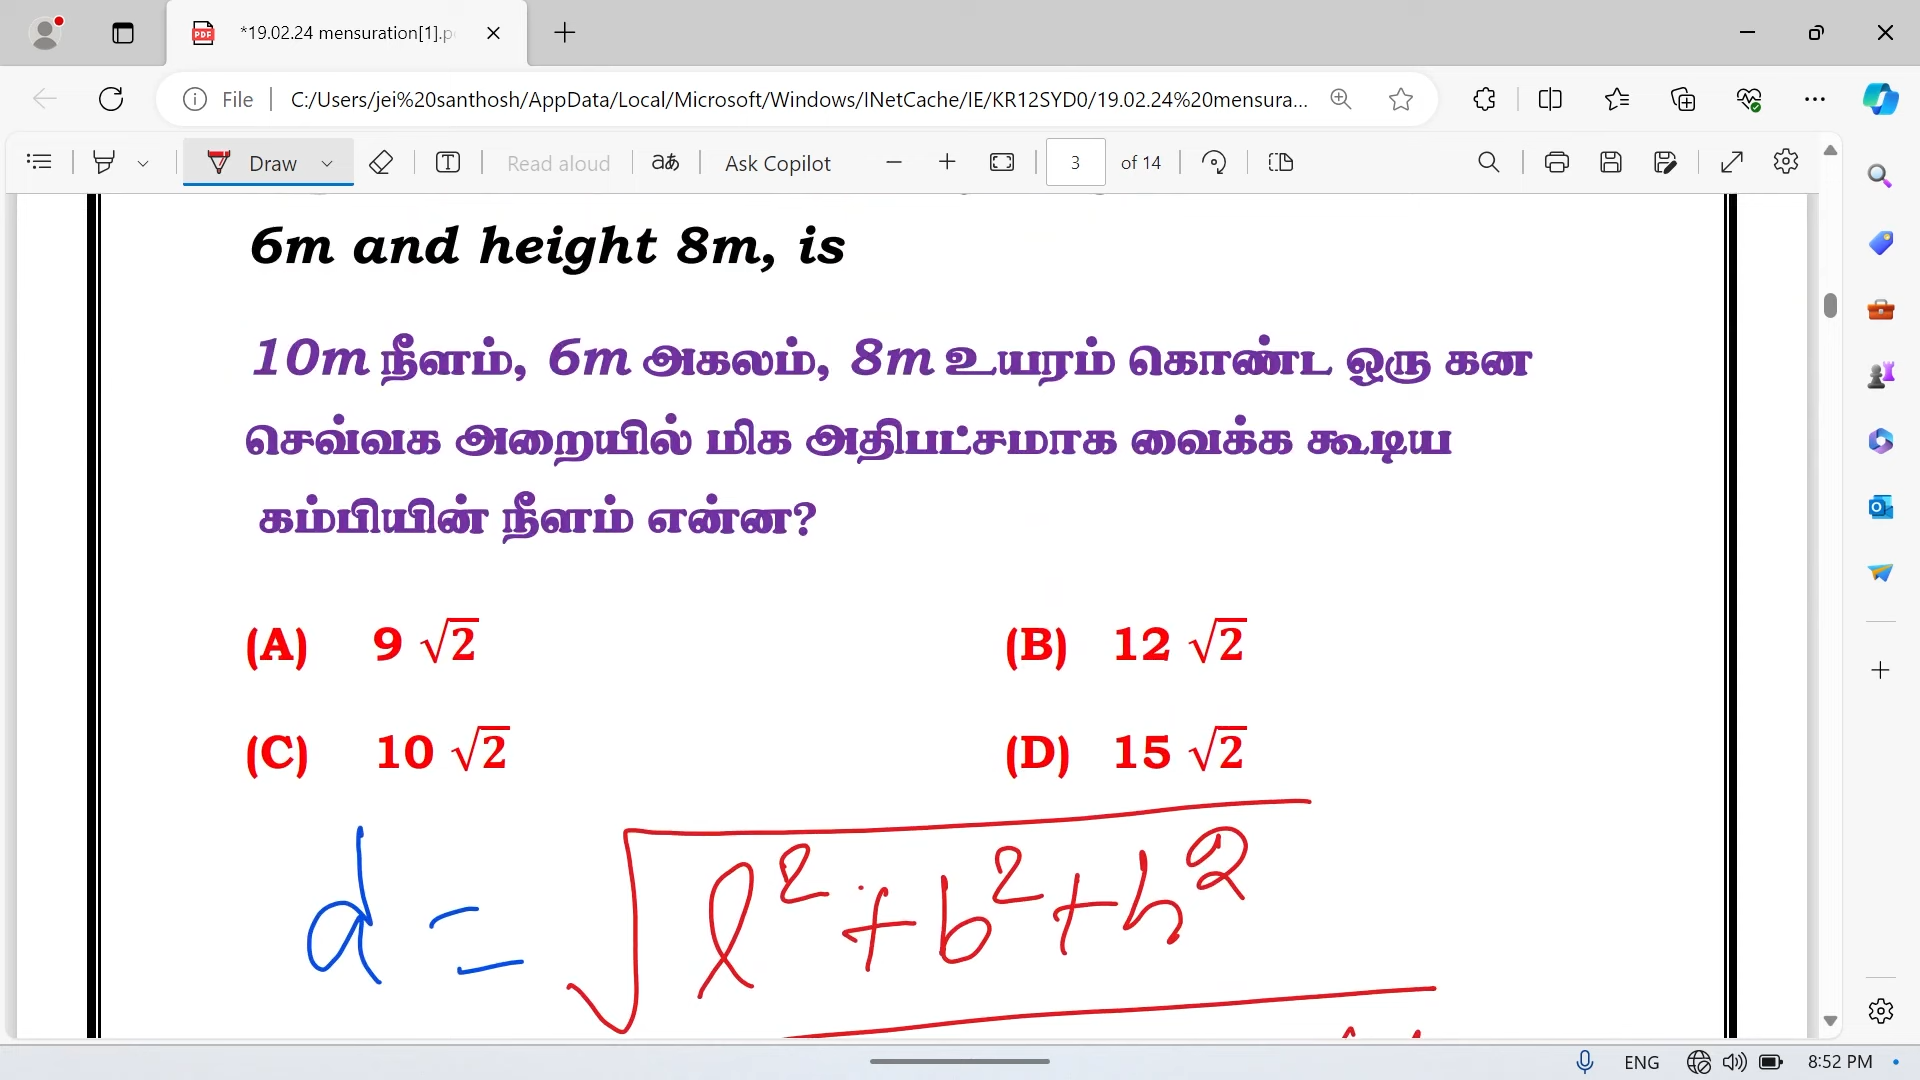 *19.02.24 mensuration[1].p
File
C:/Users/jei%20santhosh/AppData/Local/Microsoft/Windows/INetCache/IE/KR12SYD0/19.02.24%20mensura...
Draw
Read aloud
aあ
Ask Copilot
3 of 14
6m and height 8m, is
10m நீளம், 6m அகலம், 8m உயரம் கொண்ட ஒரு கன
செவ்வக அறையில் மிக அதிபட்சமாக வைக்க கூடிய
கம்பியின் நீளம் என்ன?
(A) 9 √2 (B) 12 √2
(C) 10 √2 (D) 15 √2
d = √l²+b²+h²
ENG 8:52 PM